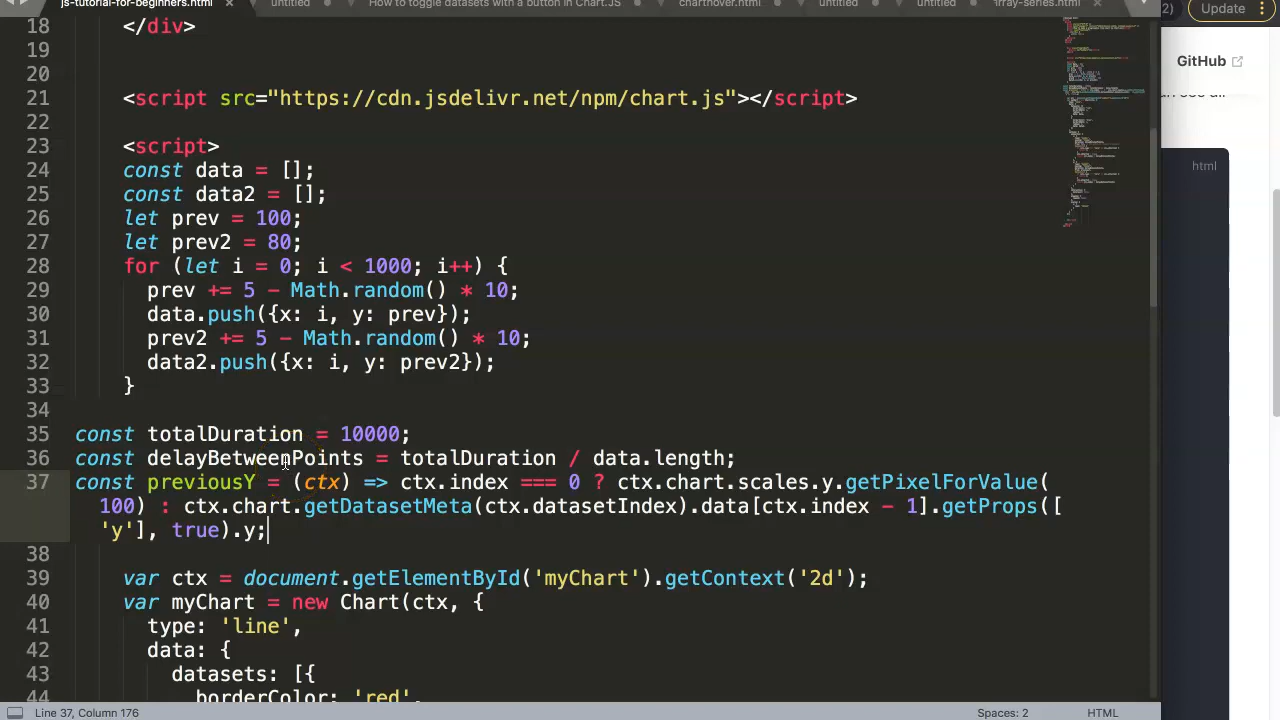 js-tutorial-for-beginners.html untitled How to toggle datasets with a button in Chart.JS untitled charthover.html untitled untitled array-series.html
2) Update
GitHub
html
18 </div>
19
20
21 <script src="https://cdn.jsdelivr.net/npm/chart.js"></script>
22
23 <script>
24 const data = [];
25 const data2 = [];
26 let prev = 100;
27 let prev2 = 80;
28 for (let i = 0; i < 1000; i++) {
29 prev += 5 - Math.random() * 10;
30 data.push({x: i, y: prev});
31 prev2 += 5 - Math.random() * 10;
32 data2.push({x: i, y: prev2});
33 }
34
35 const totalDuration = 10000;
36 const delayBetweenPoints = totalDuration / data.length;
37 const previousY = (ctx) => ctx.index === 0 ? ctx.chart.scales.y.getPixelForValue(
100) : ctx.chart.getDatasetMeta(ctx.datasetIndex).data[ctx.index - 1].getProps([
'y'], true).y;
38
39 var ctx = document.getElementById('myChart').getContext('2d');
40 var myChart = new Chart(ctx, {
41 type: 'line',
42 data: {
43 datasets: [{
44 borderColor: 'red',
Line 37, Column 176 Spaces: 2 HTML